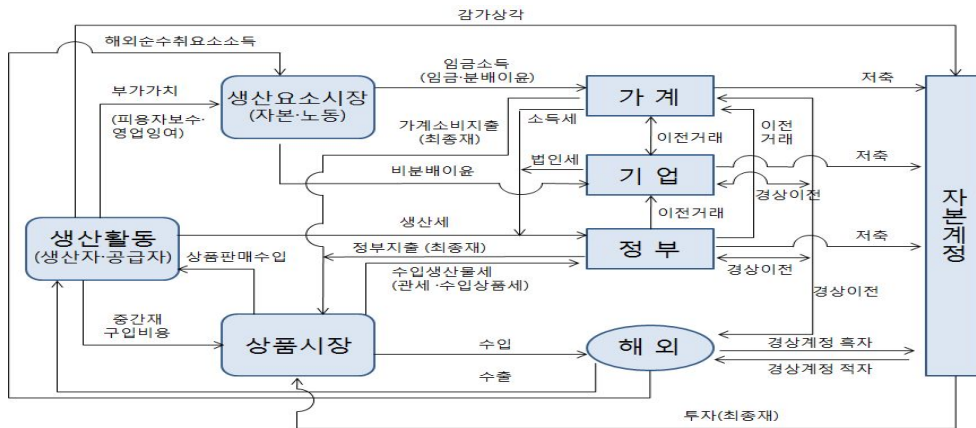 감가상각
해외순수취요소소득
임금소득
(임금·분배이윤)
저축
부가가치
(피용자보수·
영업잉여)
생산요소시장
(자본·노동)
가 계
가계소비지출
(최종재)
소득세
이전거래
이전
거래
법인세
저축
비분배이윤
기 업
경상이전
자본계정
생산세
이전거래
생산활동
(생산자·공급자)
정부지출 (최종재)
정 부
저축
상품판매수입
수입생산물세
(관세·수입상품세)
경상이전
경상이전
중간재
구입비용
상품시장
수입
해 외
경상계정 흑자
경상계정 적자
수출
투자(최종재)